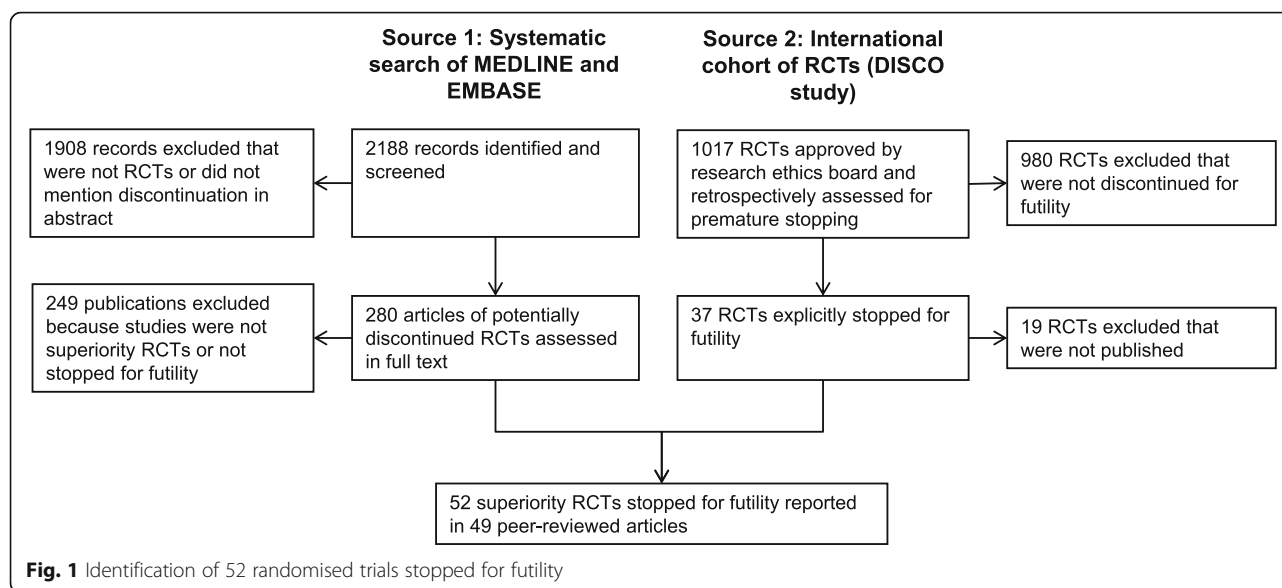 Source 1: Systematic
search of MEDLINE and
EMBASE
Source 2: International
cohort of RCTs (DISCO
study)
1908 records excluded that
were not RCTs or did not
mention discontinuation in
abstract
2188 records identified and
screened
1017 RCTs approved by
research ethics board and
retrospectively assessed for
premature stopping
980 RCTs excluded that
were not discontinued for
futility
249 publications excluded
because studies were not
superiority RCTs or not
stopped for futility
280 articles of potentially
discontinued RCTs assessed
in full text
37 RCTs explicitly stopped for
futility
19 RCTs excluded that
were not published
52 superiority RCTs stopped for futility reported
in 49 peer-reviewed articles
Fig. 1 Identification of 52 randomised trials stopped for futility